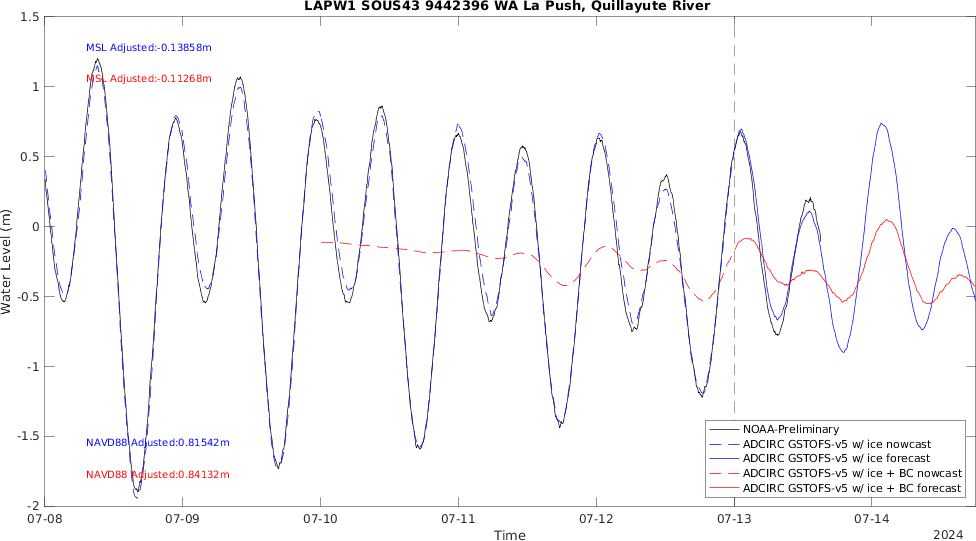 LAPW1 SOUS43 9442396 WA La Push, Quillayute River
1.5
1
0.5
0
-0.5
-1
-1.5
-2
Water Level (m)
MSL Adjusted:-0.13858m
MSL Adjusted:-0.11268m
NAVD88 Adjusted:0.81542m
NAVD88 Adjusted:0.84132m
NOAA-Preliminary
ADCIRC GSTOFS-v5 w/ ice nowcast
ADCIRC GSTOFS-v5 w/ ice forecast
ADCIRC GSTOFS-v5 w/ ice + BC nowcast
ADCIRC GSTOFS-v5 w/ ice + BC forecast
07-08 07-09 07-10 07-11 07-12 07-13 07-14
Time
2024